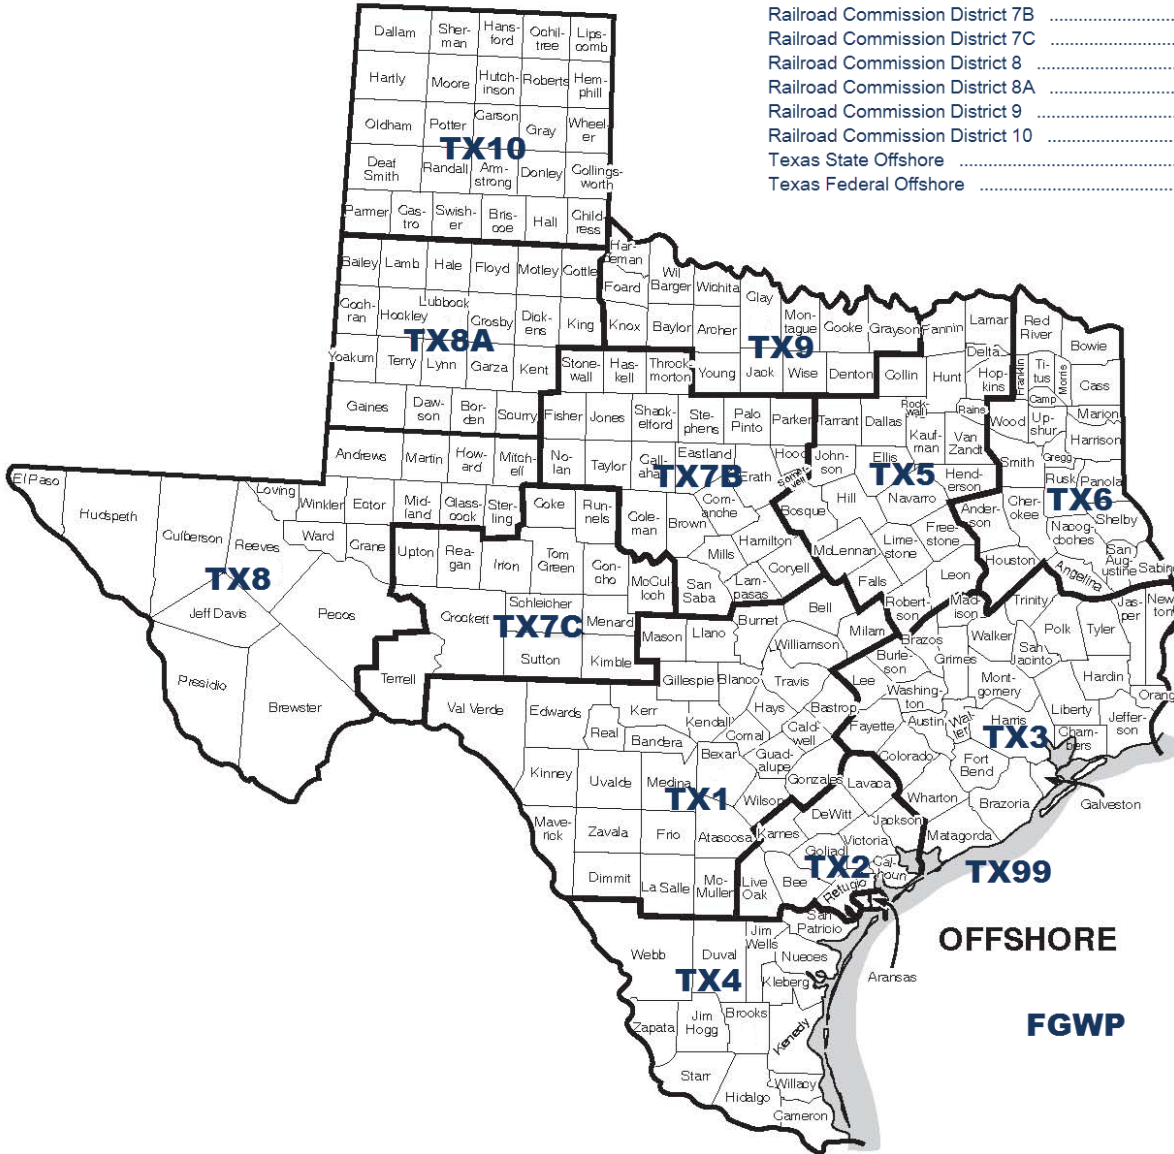 Railroad Commission District 7B
Railroad Commission District 7C
Railroad Commission District 8
Railroad Commission District 8A
Railroad Commission District 9
Railroad Commission District 10
Texas State Offshore
Texas Federal Offshore
Dallam
Sher-
man
Hans-
ford
Ochil-
tree
Lips-
comb
Hartly
Moore
Hutch-
inson
Roberts
Hem-
phill
Oldham
Potter
Carson
Gray
Wheel-
er
TX10
Deaf
Smith
Randall
Arm-
strong
Donley
Collings-
worth
Parmer
Cas-
tro
Swish-
er
Bris-
coe
Hall
Child-
ress
Bailey
Lamb
Hale
Floyd
Motley
Cottle
Har-
deman
Foard
Wil
Barger
Wichita
Clay
Coch-
ran
Hockley
Lubbock
Crosby
Dick-
ens
King
Knox
Baylor
Archer
Mon-
tague
Cooke
Grayson
Fannin
Lamar
Red
River
Bowie
TX8A
TX9
Yoakum
Terry
Lynn
Garza
Kent
Stone-
wall
Has-
kell
Throck-
morton
Young
Jack
Wise
Denton
Collin
Hunt
Delta
Hop-
kins
Franklin
Ti-
tus
Morris
Cass
Camp
Gaines
Daw-
son
Bor-
den
Scurry
Fisher
Jones
Shack-
elford
Ste-
phens
Palo
Pinto
Parker
Tarrant
Dallas
Rock-
wall
Rains
Wood
Up-
shur
Marion
Kauf-
man
Van
Zandt
Harrison
Andrews
Martin
How-
ard
Mitch-
ell
No-
lan
Taylor
Call-
ahan
Eastland
Erath
Hood
Somer-
vell
John-
son
Ellis
Hend-
erson
Smith
Gregg
Rusk
Panola
TX7B
TX5
TX6
El Paso
Hudspeth
Culberson
Reeves
Loving
Winkler
Ector
Mid-
land
Glass-
cock
Ster-
ling
Coke
Run-
nels
Cole-
man
Brown
Com-
anche
Bosque
Hill
Navarro
Ander-
son
Cher-
okee
Nacog-
doches
Shelby
Ward
Crane
Upton
Rea-
gan
Irion
Tom
Green
Con-
cho
McCul-
loch
Mills
Hamilton
Coryell
McLennan
Lime-
stone
Free-
stone
Houston
San
Aug-
ustine
Sabine
Angelina
TX8
Jeff Davis
Pecos
Crockett
Schleicher
Menard
San
Saba
Lam-
pasas
Falls
Leon
Robert-
son
Mad-
ison
Trinity
Jas-
per
New-
ton
TX7C
Sutton
Kimble
Mason
Llano
Burnet
Bell
Milam
Williamson
Brazos
Burle-
son
Grimes
Walker
San
Jacinto
Polk
Tyler
Hardin
Presidio
Brewster
Terrell
Val Verde
Edwards
Gillespie
Blanco
Travis
Lee
Washing-
ton
Mont-
gomery
Liberty
Orang
Jeffer-
son
Kerr
Real
Bandera
Kendall
Hays
Comal
Bastrop
Cald-
well
Fayette
Austin
Wal-
ler
Harris
Cham-
bers
TX3
Kinney
Uvalde
Medina
Bexar
Guad-
alupe
Gonzales
Lavaca
Colorado
Fort
Bend
Wharton
Brazoria
Galveston
TX1
Wilson
Mave-
rick
Zavala
Frio
Atascosa
Karnes
DeWitt
Jackson
Matagorda
Goliad
Victoria
Cal-
houn
TX2
TX99
Dimmit
La Salle
Mc-
Mullen
Live
Oak
Bee
Refugio
San
Patricio
Aransas
OFFSHORE
Webb
Duval
Jim
Wells
Nueces
Kleberg
TX4
FGWP
Zapata
Jim
Hogg
Brooks
Kenedy
Starr
Hidalgo
Willacy
Cameron